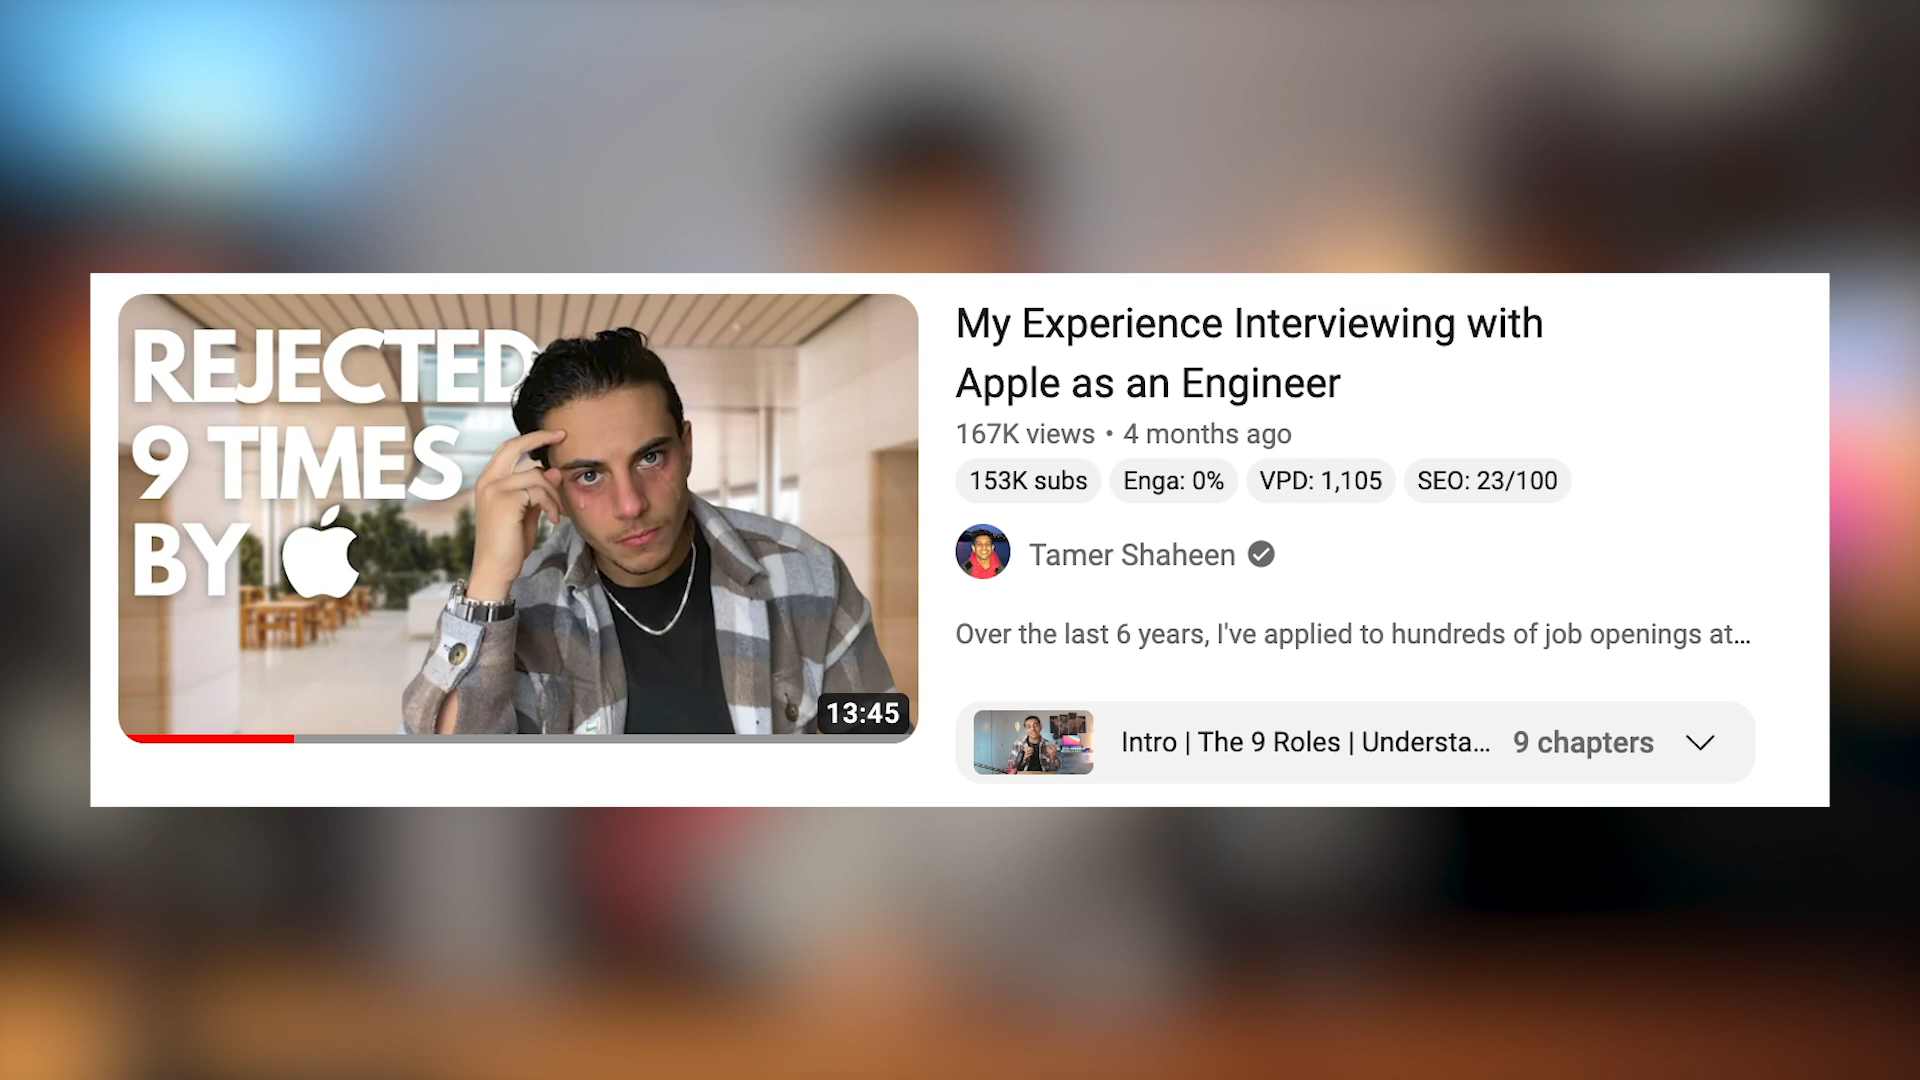 REJECTED
9 TIMES
BY
13:45
My Experience Interviewing with
Apple as an Engineer
167K views • 4 months ago
153K subs Enga: 0% VPD: 1,105 SEO: 23/100
Tamer Shaheen
Over the last 6 years, I've applied to hundreds of job openings at...
Intro | The 9 Roles | Understa... 9 chapters